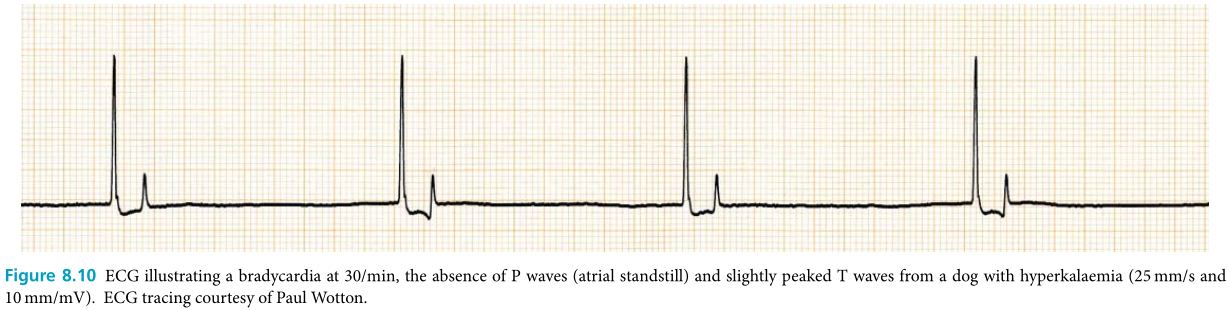 Figure 8.10 ECG illustrating a bradycardia at 30/min, the absence of P waves (atrial standstill) and slightly peaked T waves from a dog with hyperkalaemia (25 mm/s and
10 mm/mV). ECG tracing courtesy of Paul Wotton.